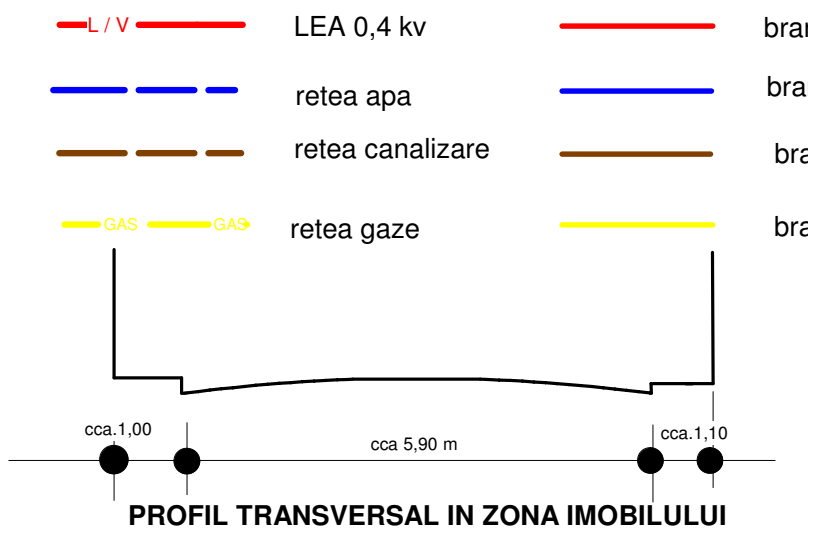 L / V LEA 0,4 kv
retea apa
retea canalizare
GAS GAS retea gaze
cca.1,00 cca 5,90 m cca.1,10
PROFIL TRANSVERSAL IN ZONA IMOBILULUI